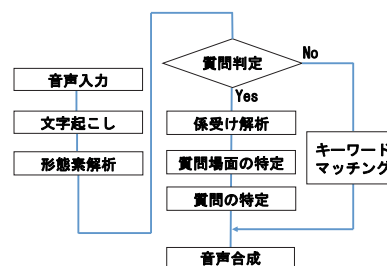 音声入力
文字起こし
形態素解析
質問判定
No
Yes
係受け解析
質問場面の特定
質問の特定
キーワード
マッチング
音声合成